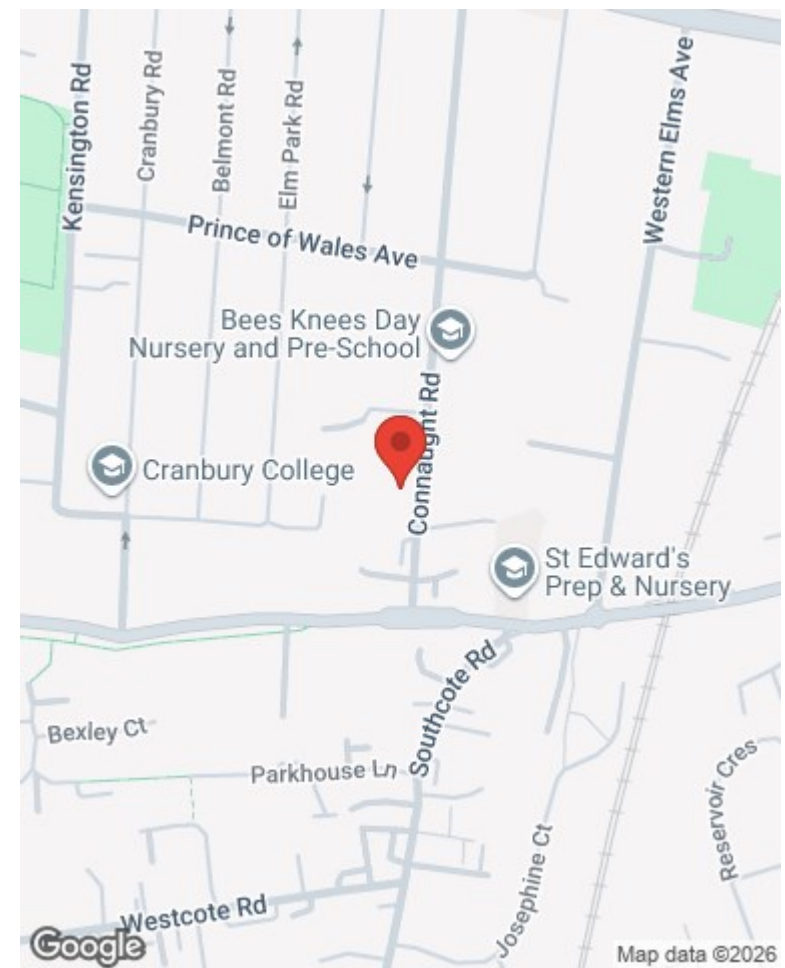 Kensington Rd
Cranbury Rd
Belmont Rd
Elm Park Rd
Western Elms Ave
Prince of Wales Ave
Bees Knees Day
Nursery and Pre-School
Connaught Rd
Cranbury College
St Edward's
Prep & Nursery
Southcote Rd
Bexley Ct
Parkhouse Ln
Reservoir Cres
Josephine Ct
Westcote Rd
Google
Map data ©2026